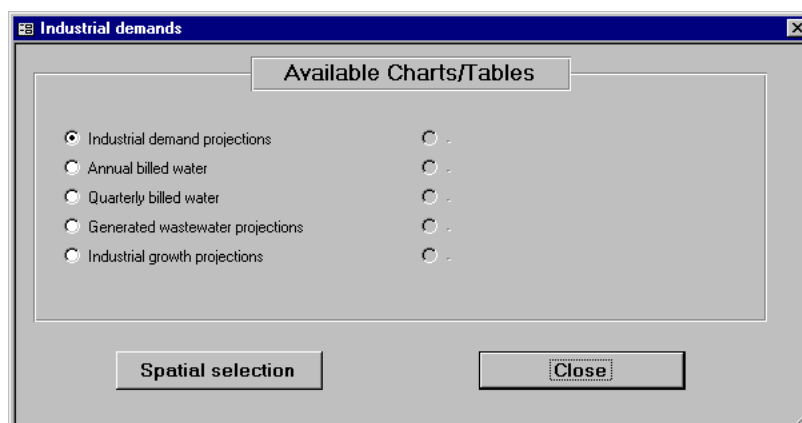 Industrial demands
Available Charts/Tables
Industrial demand projections
Annual billed water
Quarterly billed water
Generated wastewater projections
Industrial growth projections
.
.
.
.
.
Spatial selection
Close